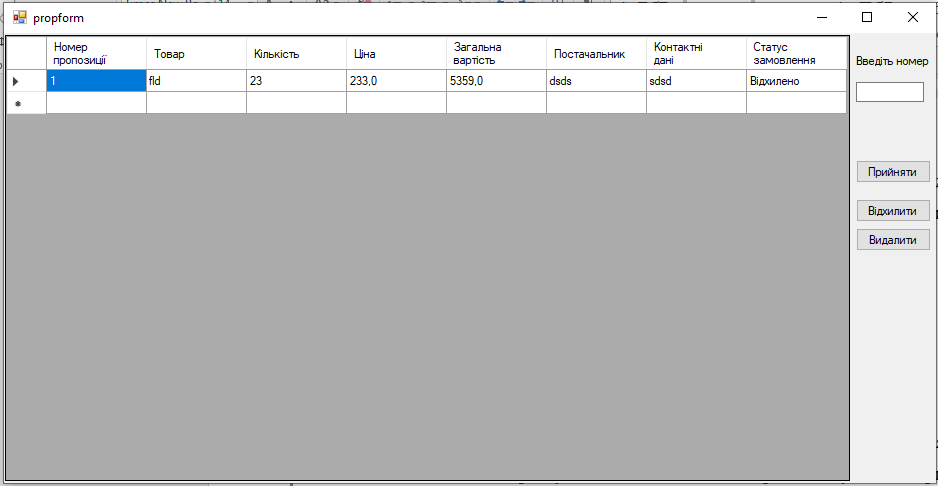 propform
Номер пропозиції
Товар
Кількість
Ціна
Загальна вартість
Постачальник
Контактні дані
Статус замовлення
1
fld
23
233,0
5359,0
dsds
sdsd
Відхилено
Введіть номер
Прийняти
Відхилити
Видалити